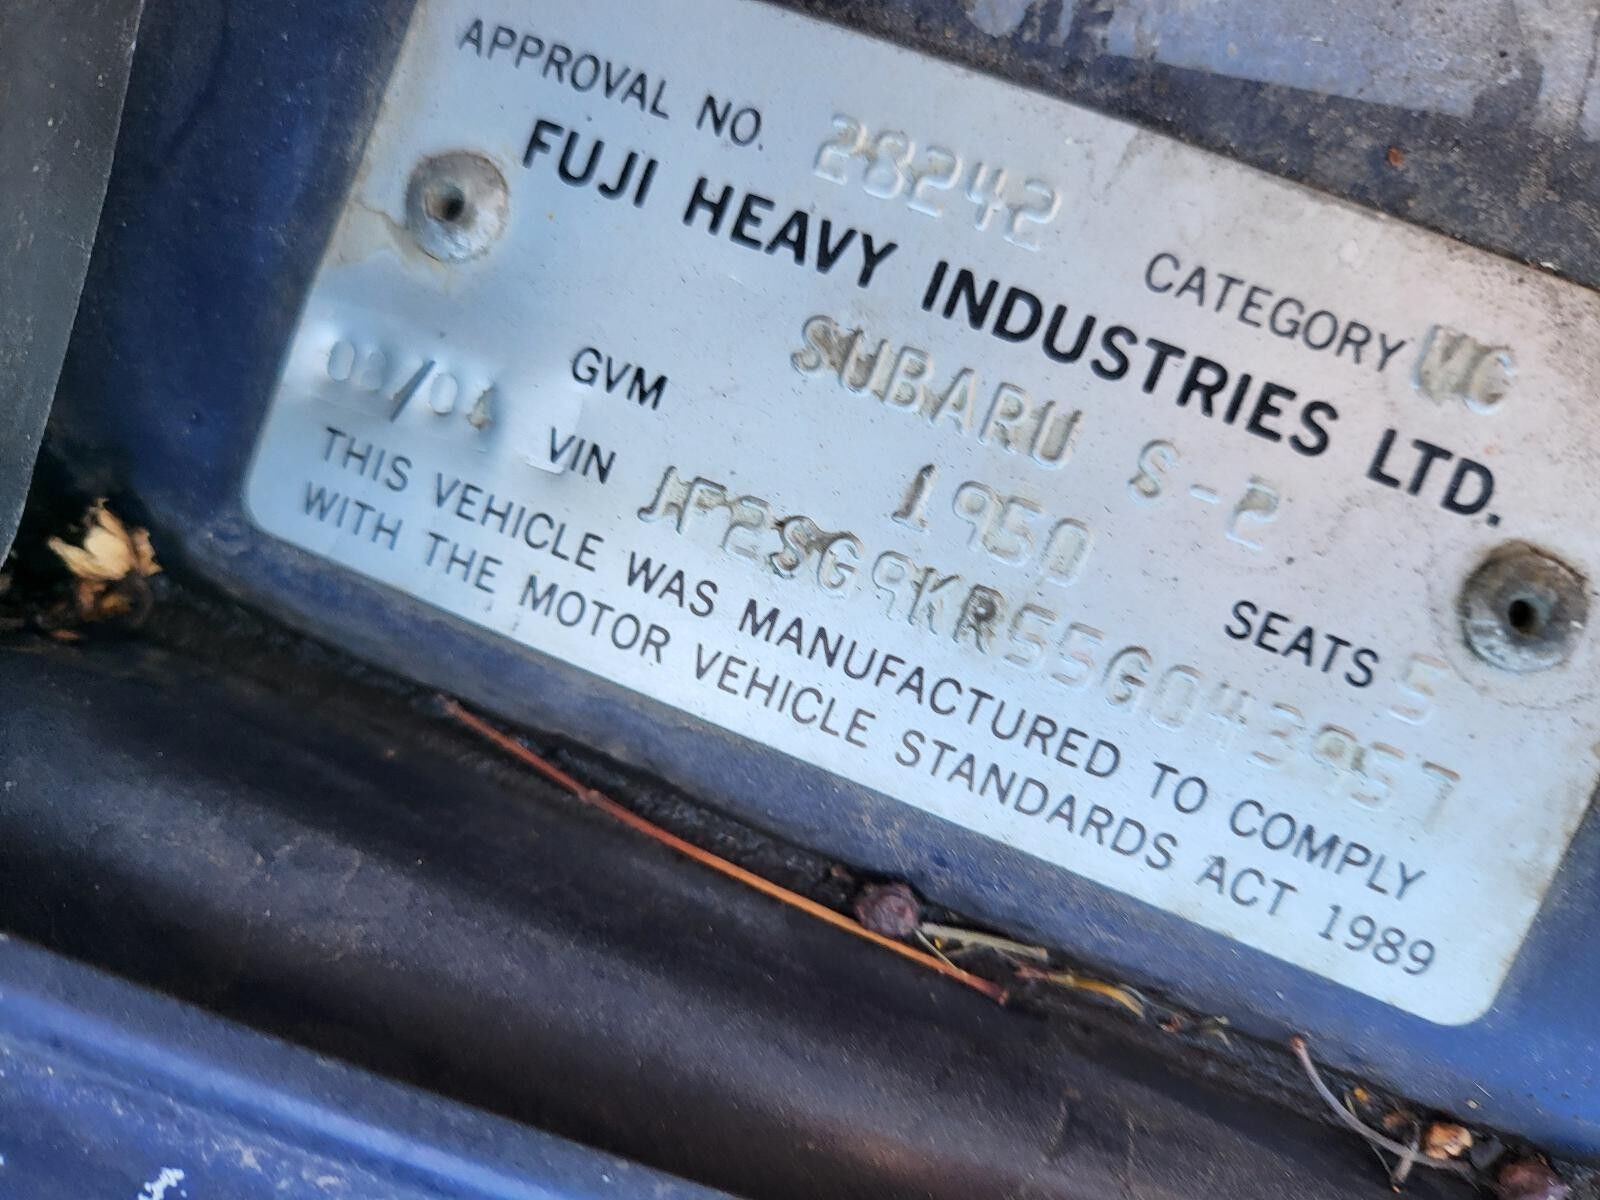 APPROVAL NO. 28242 CATEGORY MC
FUJI HEAVY INDUSTRIES LTD.
SUBARU S-2
GVM 1950 SEATS 5
VIN JF2SG9KR55G043957
THIS VEHICLE WAS MANUFACTURED TO COMPLY
WITH THE MOTOR VEHICLE STANDARDS ACT 1989